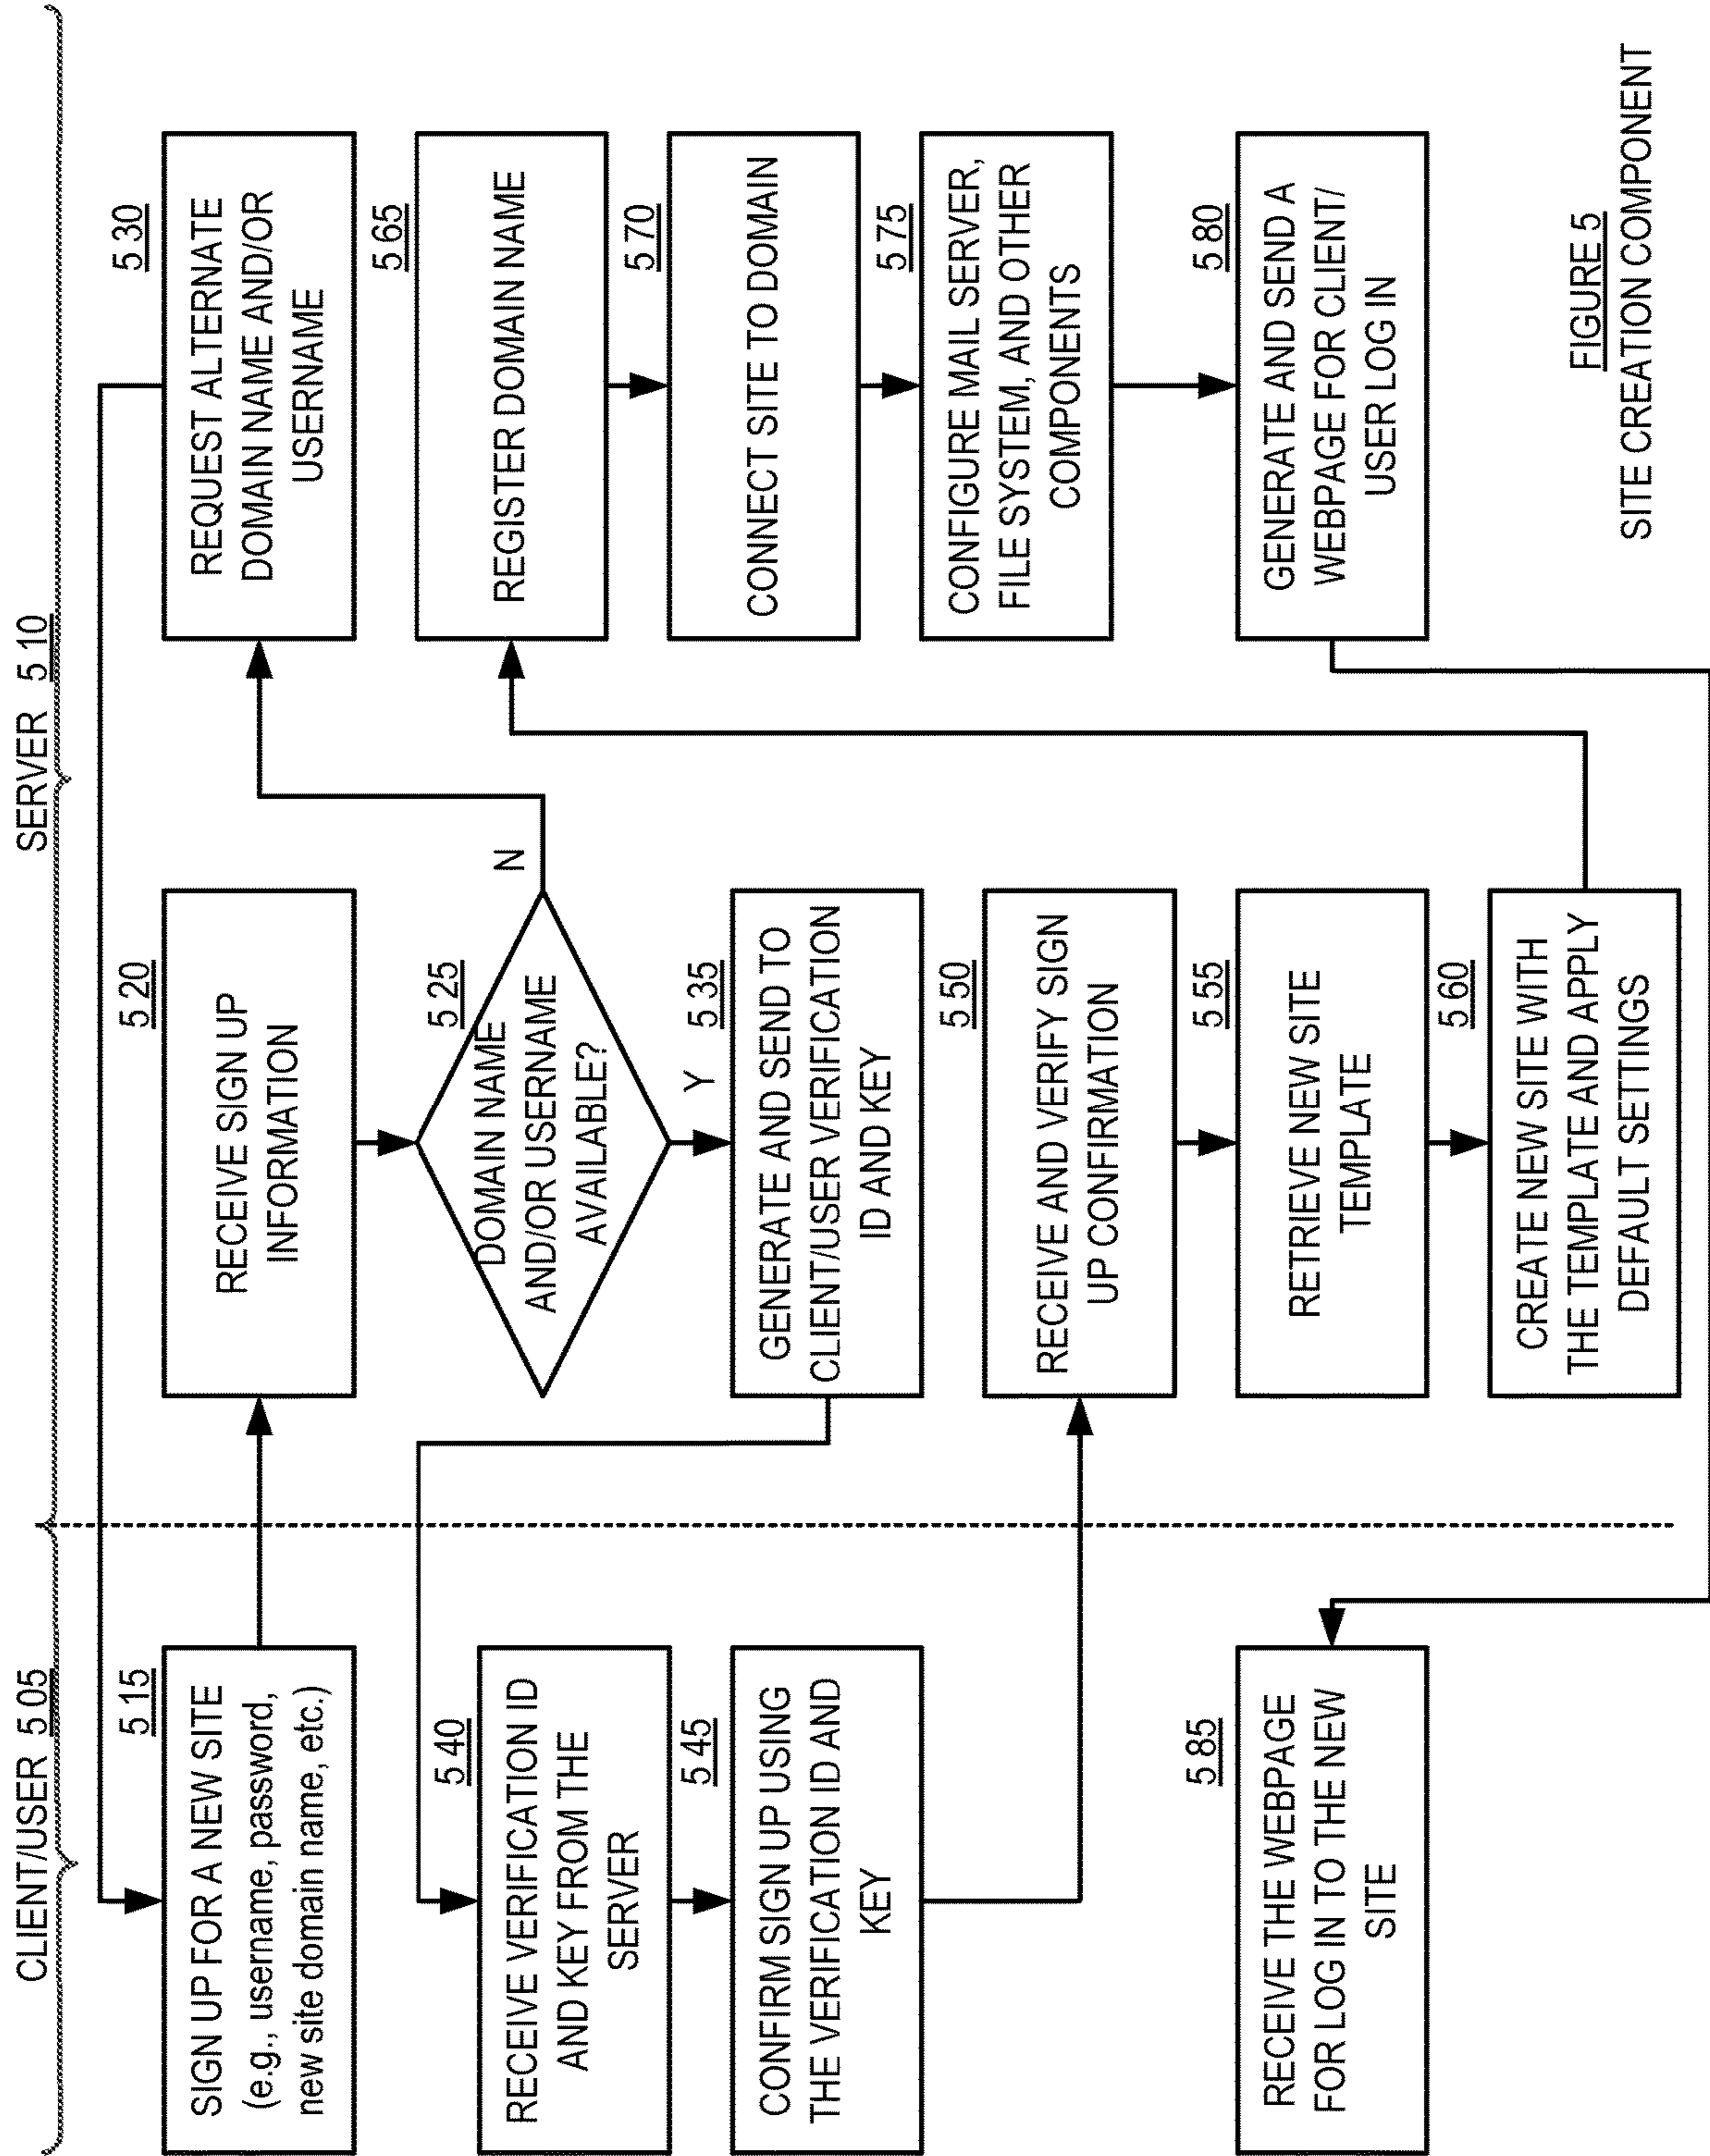 CLIENT/USER 5 05
SERVER 5 10
5 15
SIGN UP FOR A NEW SITE
(e.g., username, password,
new site domain name, etc.)
5 20
RECEIVE SIGN UP
INFORMATION
5 30
REQUEST ALTERNATE
DOMAIN NAME AND/OR
USERNAME
5 25
DOMAIN NAME
AND/OR USERNAME
AVAILABLE?
N
Y
5 35
GENERATE AND SEND TO
CLIENT/USER VERIFICATION
ID AND KEY
5 40
RECEIVE VERIFICATION ID
AND KEY FROM THE
SERVER
5 45
CONFIRM SIGN UP USING
THE VERIFICATION ID AND
KEY
5 50
RECEIVE AND VERIFY SIGN
UP CONFIRMATION
5 55
RETRIEVE NEW SITE
TEMPLATE
5 60
CREATE NEW SITE WITH
THE TEMPLATE AND APPLY
DEFAULT SETTINGS
5 65
REGISTER DOMAIN NAME
5 70
CONNECT SITE TO DOMAIN
5 75
CONFIGURE MAIL SERVER,
FILE SYSTEM, AND OTHER
COMPONENTS
5 80
GENERATE AND SEND A
WEBPAGE FOR CLIENT/
USER LOG IN
5 85
RECEIVE THE WEBPAGE
FOR LOG IN TO THE NEW
SITE
FIGURE 5
SITE CREATION COMPONENT